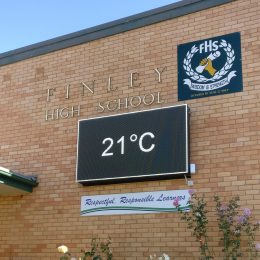 FINLEY
HIGH SCHOOL
FHS
21°C
Respectful, Responsible Learners